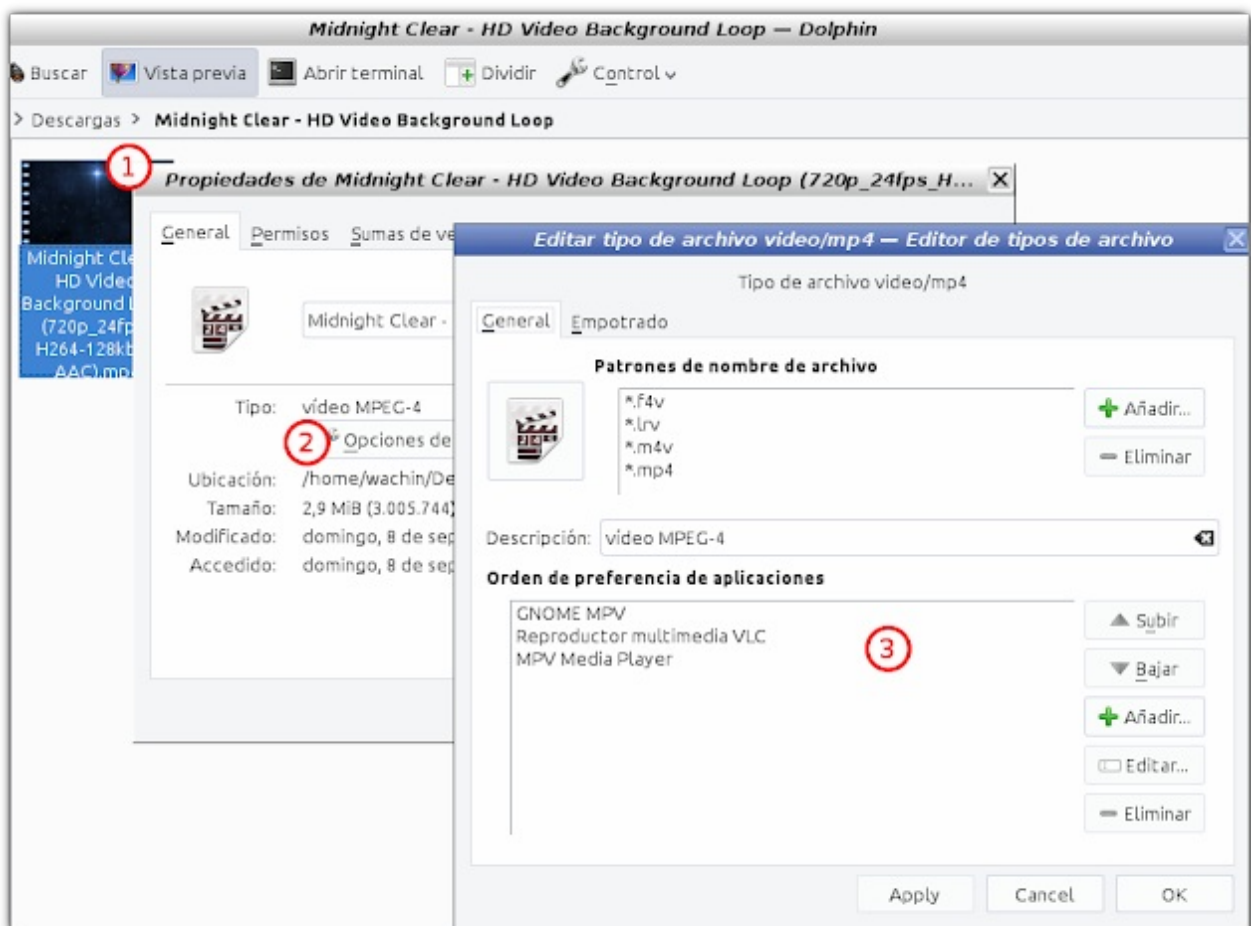 Midnight Clear - HD Video Background Loop — Dolphin
Buscar Vista previa Abrir terminal Dividir Control
> Descargas > Midnight Clear - HD Video Background Loop
1
Propiedades de Midnight Clear - HD Video Background Loop (720p_24fps_H... X
General Permisos Sumas de ve
Midnight Cle
HD Video
Background L
(720p_24fp
H264-128kb
AAC).mp
Midnight Clear -
Tipo: vídeo MPEG-4
2 Opciones de
Ubicación: /home/wachin/De
Tamaño: 2,9 MiB (3.005.744)
Modificado: domingo, 8 de sep
Accedido: domingo, 8 de sep
Editar tipo de archivo video/mp4 — Editor de tipos de archivo X
Tipo de archivo video/mp4
General Empotrado
Patrones de nombre de archivo
*.f4v
*.lrv
*.m4v
*.mp4
Añadir...
Eliminar
Descripción: vídeo MPEG-4
Orden de preferencia de aplicaciones
GNOME MPV
Reproductor multimedia VLC
MPV Media Player
3
Subir
Bajar
Añadir...
Editar...
Eliminar
Apply Cancel OK